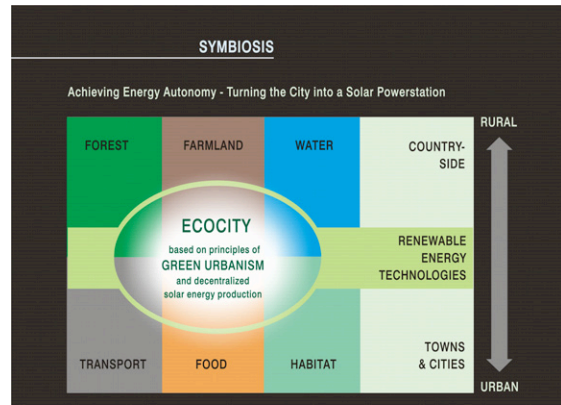 SYMBIOSIS
Achieving Energy Autonomy - Turning the City into a Solar Powerstation
RURAL
FOREST
FARMLAND
WATER
COUNTRY-
SIDE
ECOCITY
based on principles of
GREEN URBANISM
and decentralized
solar energy production
RENEWABLE
ENERGY
TECHNOLOGIES
TRANSPORT
FOOD
HABITAT
TOWNS
& CITIES
URBAN